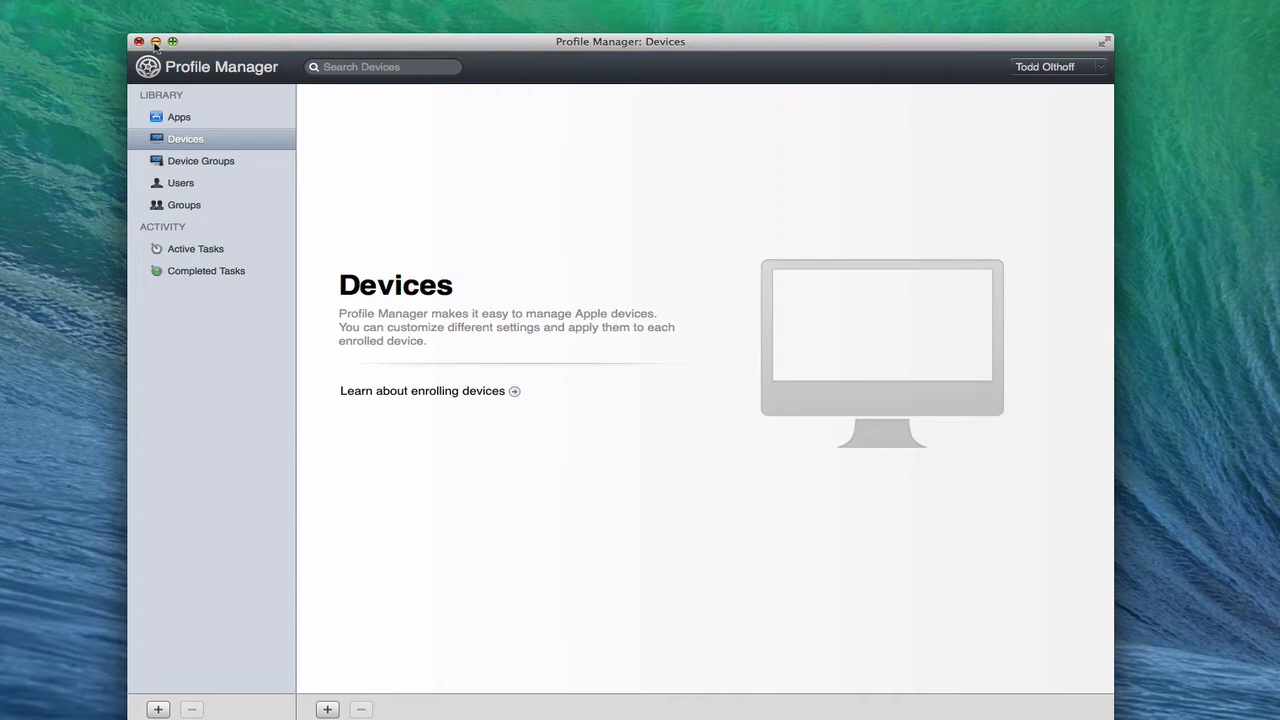 Profile Manager: Devices
Profile Manager
Search Devices
Todd Olthoff
LIBRARY
Apps
Devices
Device Groups
Users
Groups
ACTIVITY
Active Tasks
Completed Tasks
Devices
Profile Manager makes it easy to manage Apple devices.
You can customize different settings and apply them to each
enrolled device.
Learn about enrolling devices